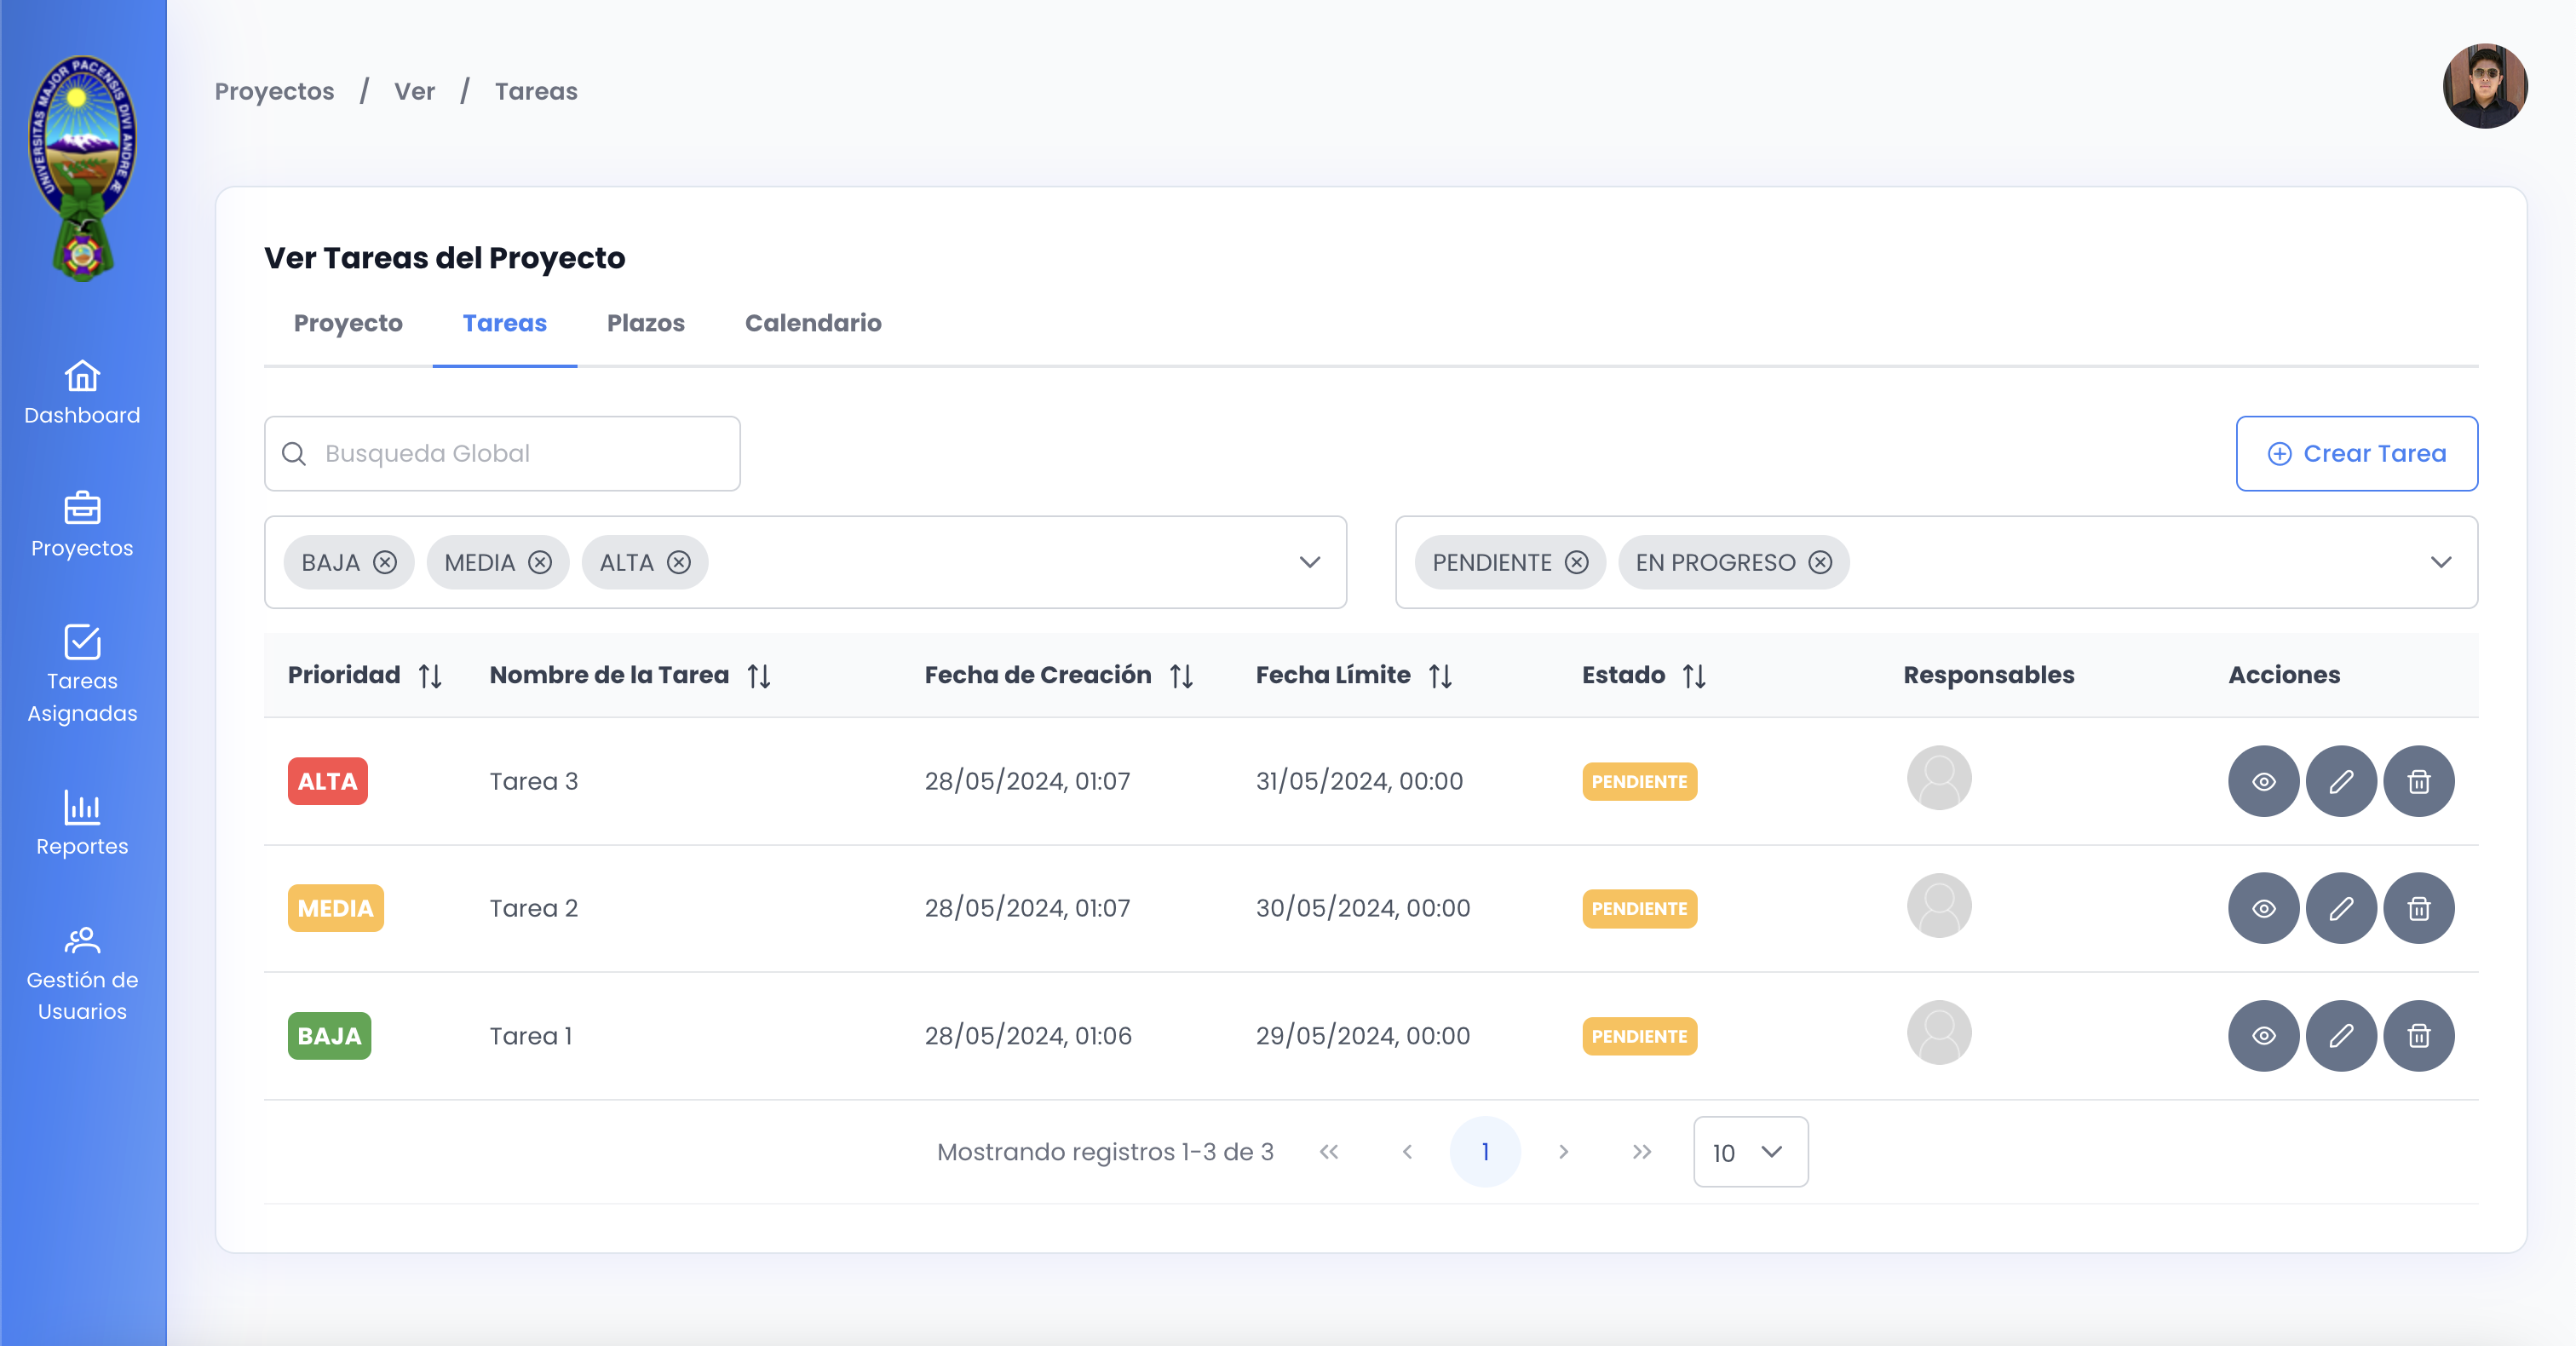 UNIVERSITAS MAJOR PACENSIS DIVI ANDRE Æ
Proyectos / Ver / Tareas
Dashboard
Proyectos
Tareas
Asignadas
Reportes
Gestión de
Usuarios
Ver Tareas del Proyecto
Proyecto Tareas Plazos Calendario
Busqueda Global
Crear Tarea
BAJA MEDIA ALTA
PENDIENTE EN PROGRESO
Prioridad Nombre de la Tarea Fecha de Creación Fecha Límite Estado Responsables Acciones
ALTA Tarea 3 28/05/2024, 01:07 31/05/2024, 00:00 PENDIENTE
MEDIA Tarea 2 28/05/2024, 01:07 30/05/2024, 00:00 PENDIENTE
BAJA Tarea 1 28/05/2024, 01:06 29/05/2024, 00:00 PENDIENTE
Mostrando registros 1-3 de 3 << < 1 > >> 10